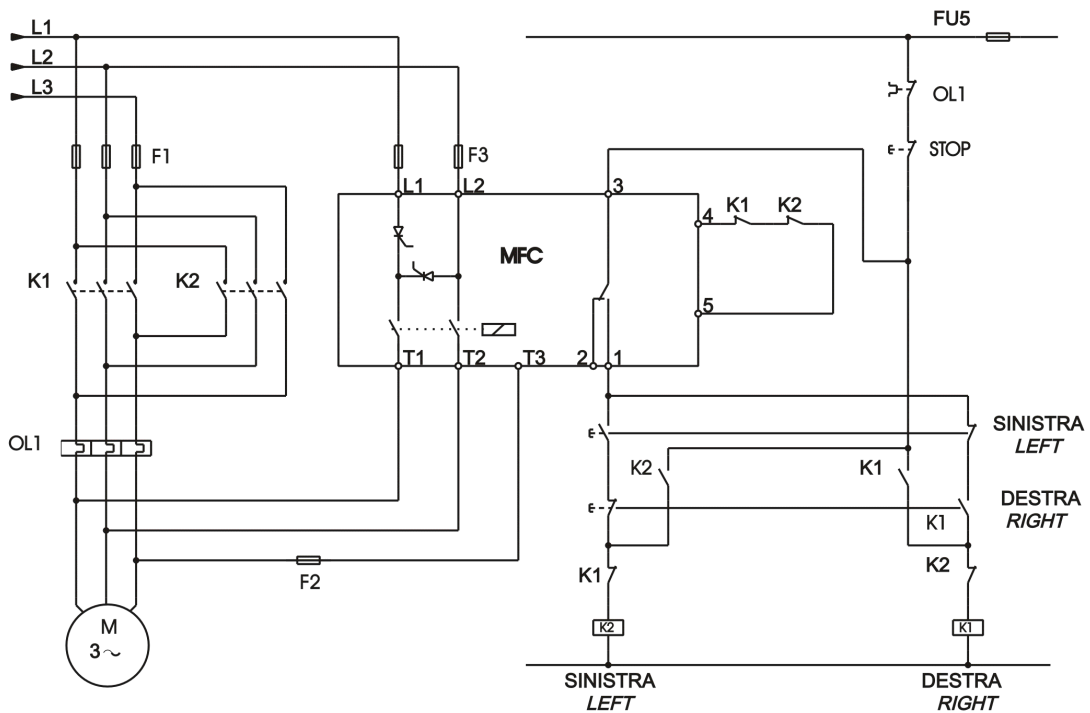 L1
L2
L3
FU5
OL1
STOP
F1
F3
L1
L2
3
4
K1
K2
MFC
K1
K2
5
T1
T2
T3
2
1
OL1
SINISTRA
LEFT
K2
K1
DESTRA
RIGHT
K1
F2
K1
K2
M
3~
K2
K1
SINISTRA
LEFT
DESTRA
RIGHT